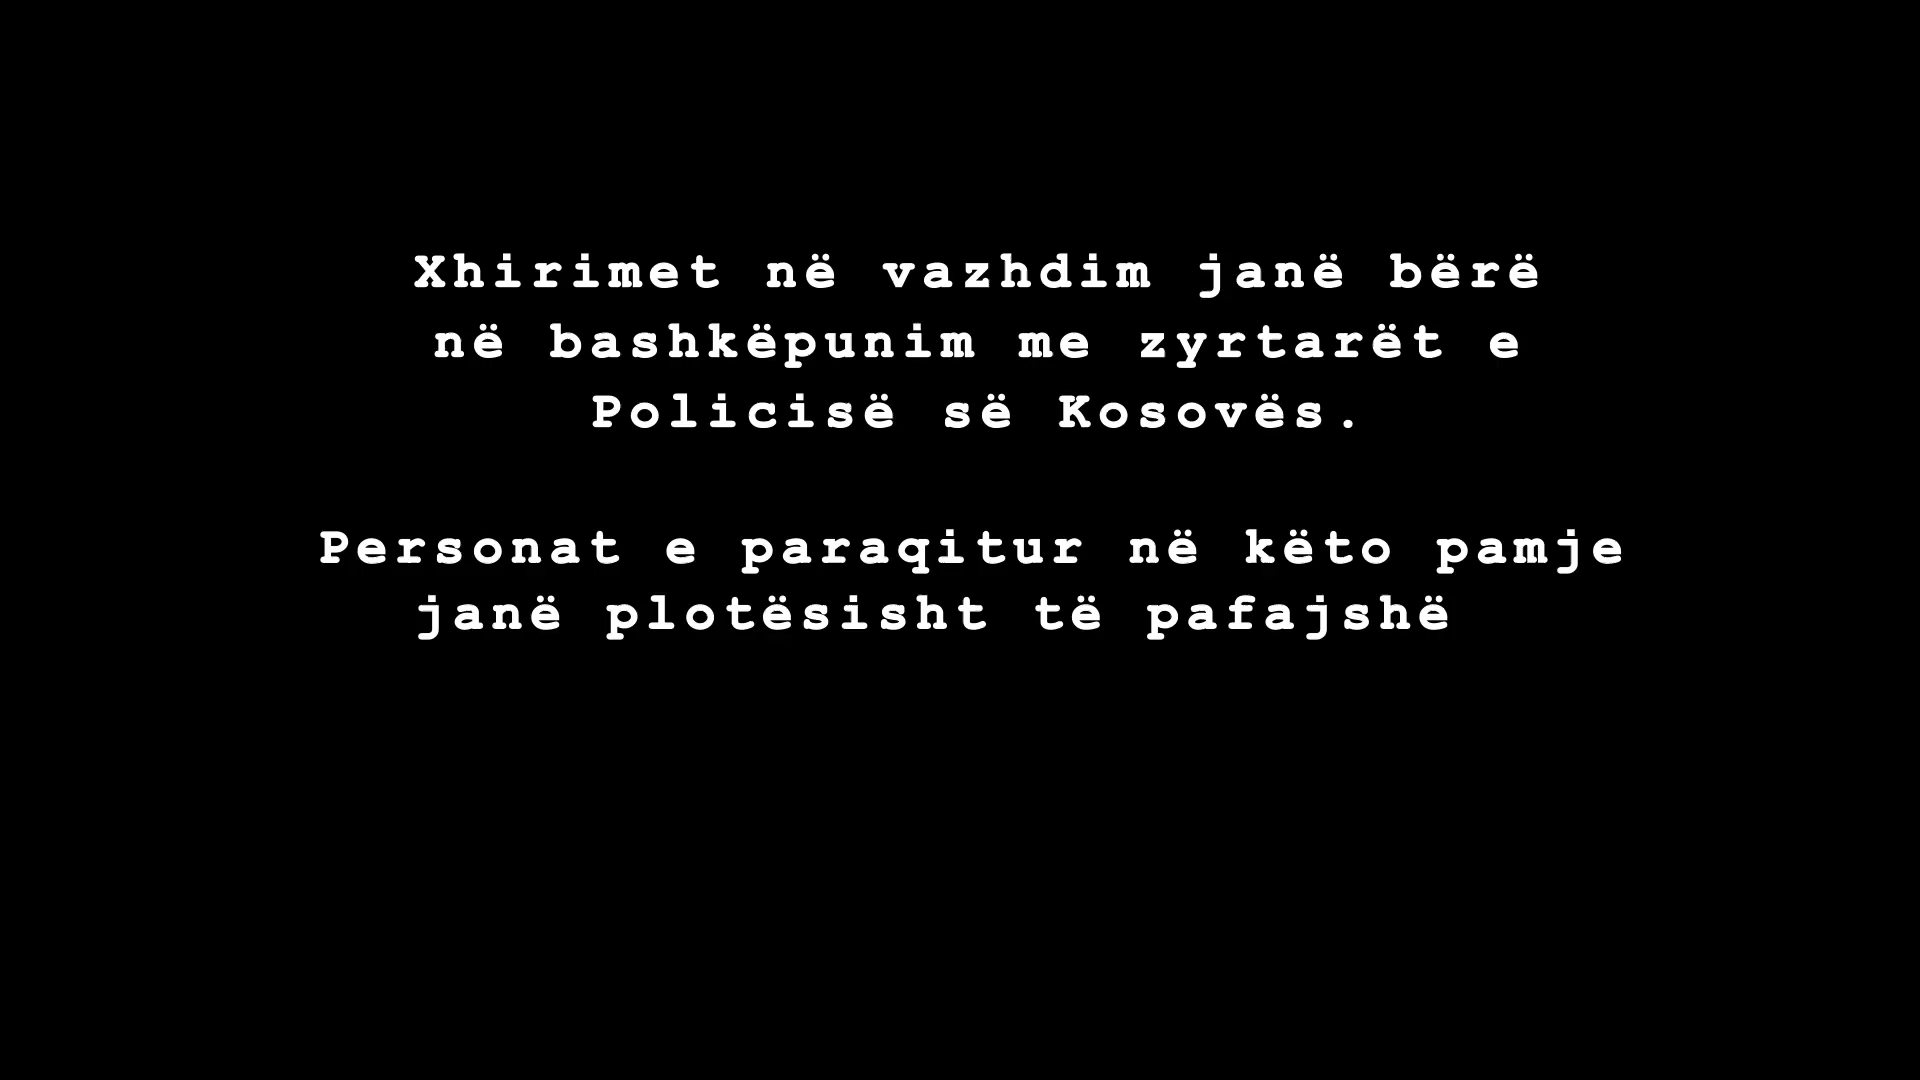 Xhirimet në vazhdim janë bërë
në bashkëpunim me zyrtarët e
Policisë së Kosovës.
Personat e paraqitur në këto pamje
janë plotësisht të pafajshë